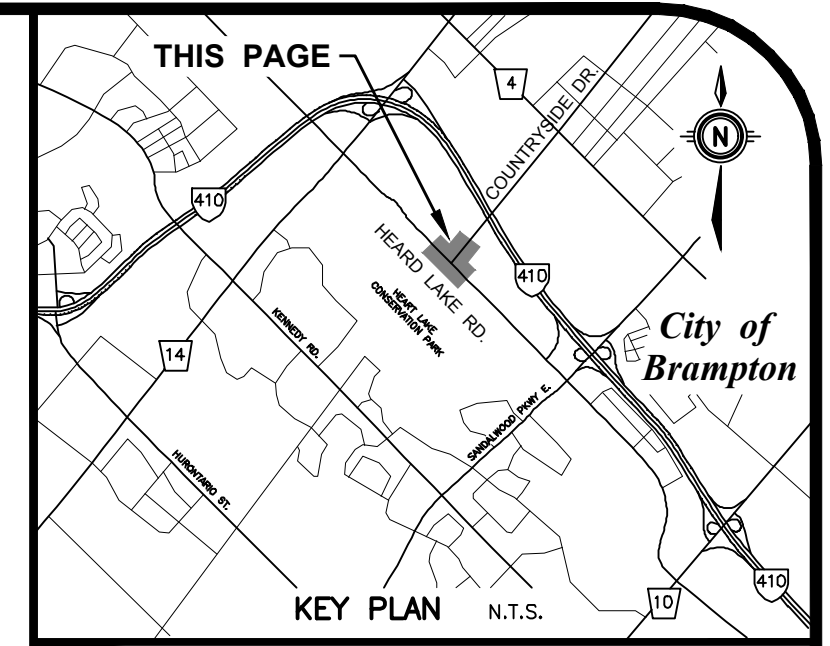 THIS PAGE
4
COUNTRYSIDE DR.
N
410
HEARD LAKE RD.
410
HEART LAKE
CONSERVATION PARK
City of
Brampton
KENNEDY RD.
14
SANDALWOOD PKWY E.
HURONTARIO ST.
410
10
KEY PLAN N.T.S.